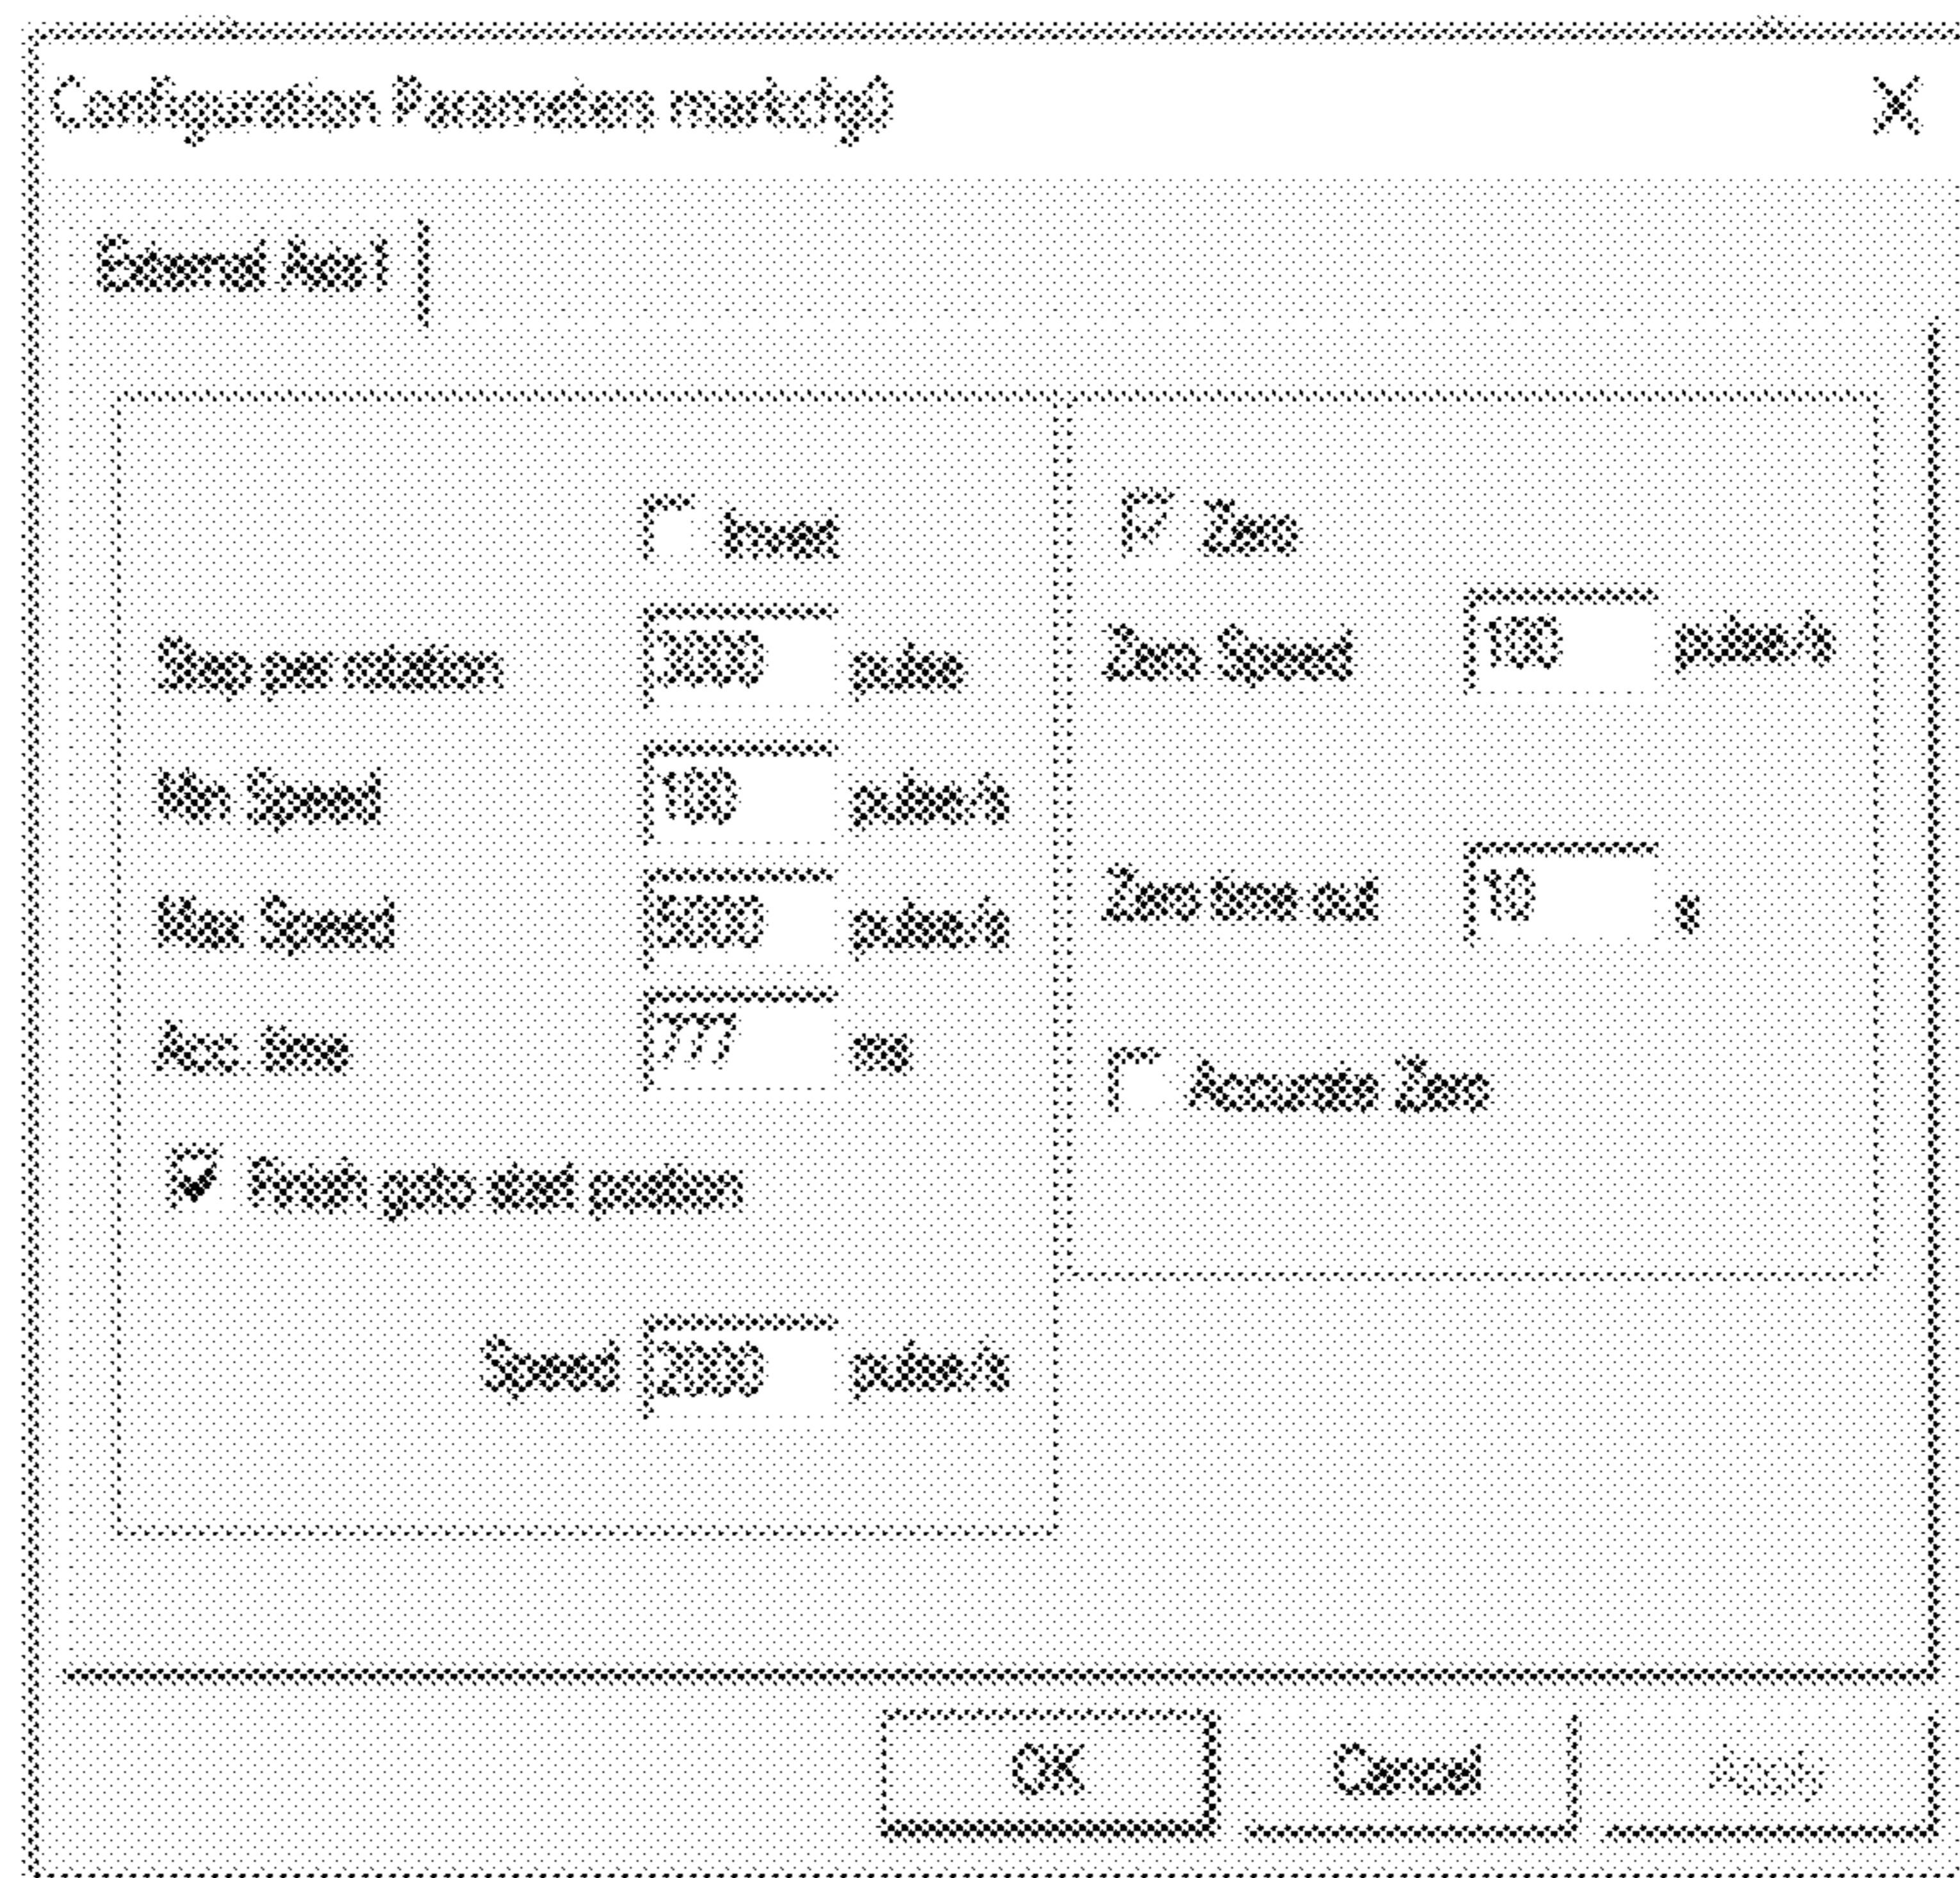 Configuration Parameters markcfg0
External Axis 1
Invert
Step per rotation 3000 pulse
Min Speed 100 pulse/s
Max Speed 5000 pulse/s
Acc. time 777 ms
Finish goto start position
Speed 2000 pulse/s
Zero
Zero Speed 100 pulse/s
Zero time out 10 s
Accurate Zero
OK Cancel Apply